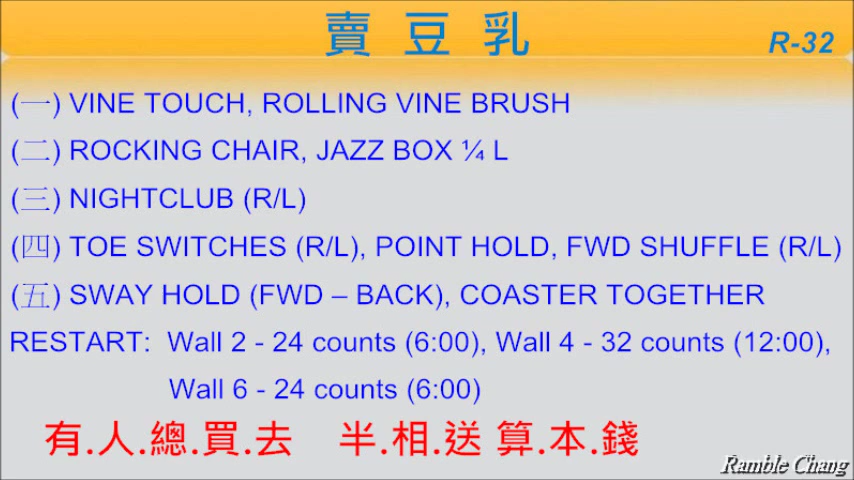 賣 豆 乳
R-32
(一) VINE TOUCH, ROLLING VINE BRUSH
(二) ROCKING CHAIR, JAZZ BOX ¼ L
(三) NIGHTCLUB (R/L)
(四) TOE SWITCHES (R/L), POINT HOLD, FWD SHUFFLE (R/L)
(五) SWAY HOLD (FWD – BACK), COASTER TOGETHER
RESTART: Wall 2 - 24 counts (6:00), Wall 4 - 32 counts (12:00),
Wall 6 - 24 counts (6:00)
有.人.總.買.去 半.相.送 算.本.錢
Ramble Chang